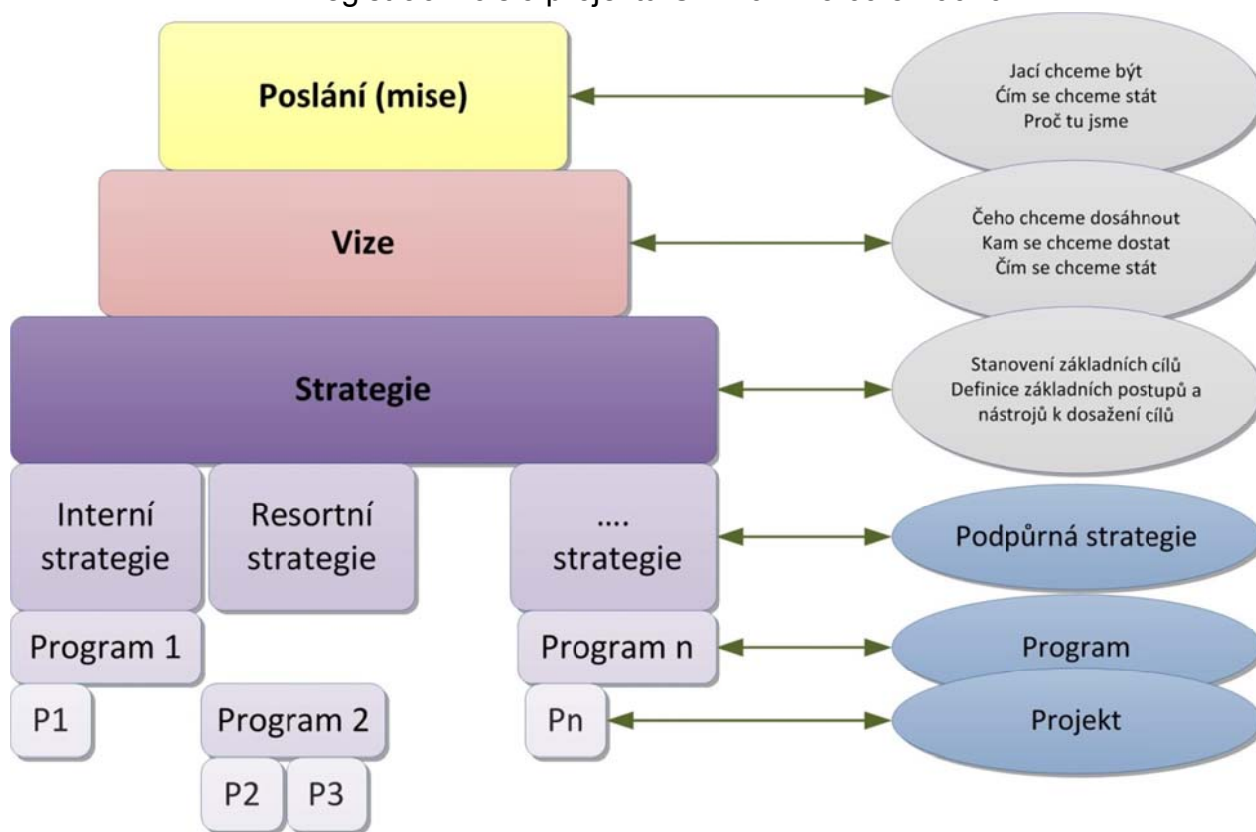 Poslání (mise)
Jací chceme být
Ćím se chceme stát
Proč tu jsme
Vize
Čeho chceme dosáhnout
Kam se chceme dostat
Čím se chceme stát
Strategie
Stanovení základních cílů
Definice základních postupů a
nástrojů k dosažení cílů
Interní
strategie
Resortní
strategie
....
strategie
Podpůrná strategie
Program 1
Program n
Program
P1
Program 2
Pn
Projekt
P2
P3